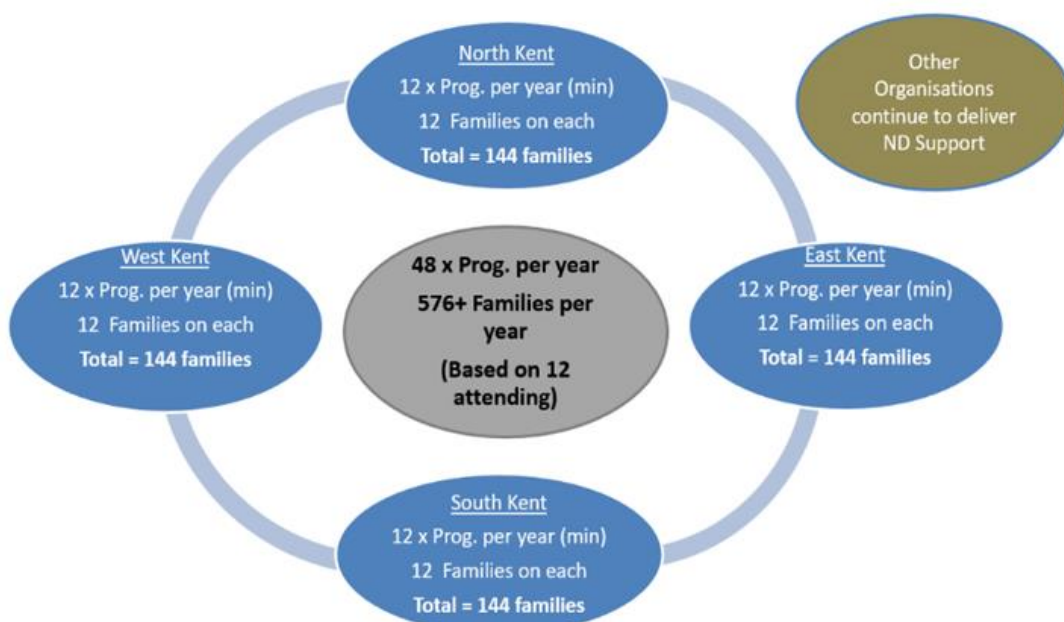 North Kent
12 x Prog. per year (min)
12 Families on each
Total = 144 families
Other
Organisations
continue to deliver
ND Support
West Kent
12 x Prog. per year (min)
12 Families on each
Total = 144 families
48 x Prog. per year
576+ Families per
year
(Based on 12
attending)
East Kent
12 x Prog. per year (min)
12 Families on each
Total = 144 families
South Kent
12 x Prog. per year (min)
12 Families on each
Total = 144 families